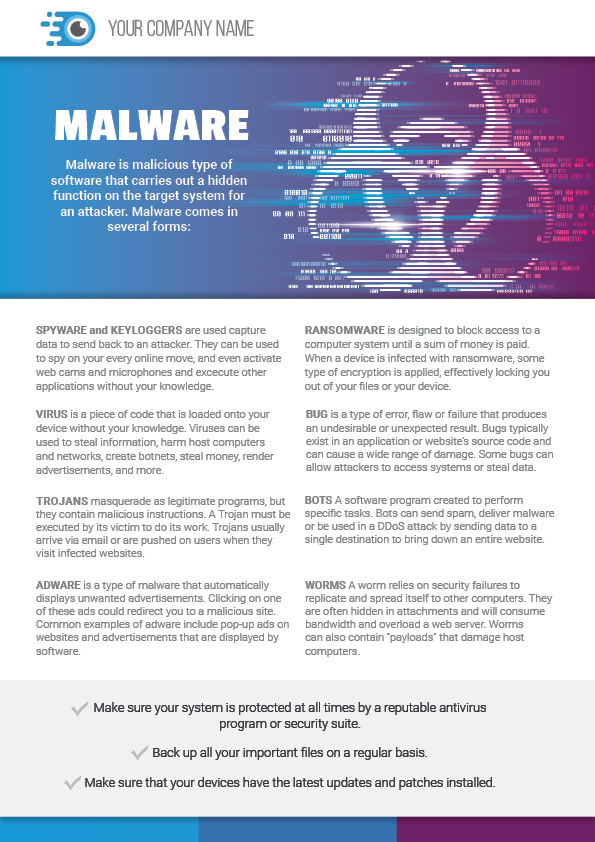 YOUR COMPANY NAME
MALWARE
Malware is malicious type of
software that carries out a hidden
function on the target system for
an attacker. Malware comes in
several forms:
SPYWARE and KEYLOGGERS are used capture
data to send back to an attacker. They can be used
to spy on your every online move, and even activate
web cams and microphones and excecute other
applications without your knowledge.
VIRUS is a piece of code that is loaded onto your
device without your knowledge. Viruses can be
used to steal information, harm host computers
and networks, create botnets, steal money, render
advertisements, and more.
TROJANS masquerade as legitimate programs, but
they contain malicious instructions. A Trojan must be
executed by its victim to do its work. Trojans usually
arrive via email or are pushed on users when they
visit infected websites.
ADWARE is a type of malware that automatically
displays unwanted advertisements. Clicking on one
of these ads could redirect you to a malicious site.
Common examples of adware include pop-up ads on
websites and advertisements that are displayed by
software.
RANSOMWARE is designed to block access to a
computer system until a sum of money is paid.
When a device is infected with ransomware, some
type of encryption is applied, effectively locking you
out of your files or your device.
BUG is a type of error, flaw or failure that produces
an undesirable or unexpected result. Bugs typically
exist in an application or website's source code and
can cause a wide range of damage. Some bugs can
allow attackers to access systems or steal data.
BOTS A software program created to perform
specific tasks. Bots can send spam, deliver malware
or be used in a DDoS attack by sending data to a
single destination to bring down an entire website.
WORMS A worm relies on security failures to
replicate and spread itself to other computers. They
are often hidden in attachments and will consume
bandwidth and overload a web server. Worms
can also contain "payloads" that damage host
computers.
Make sure your system is protected at all times by a reputable antivirus
program or security suite.
Back up all your important files on a regular basis.
Make sure that your devices have the latest updates and patches installed.